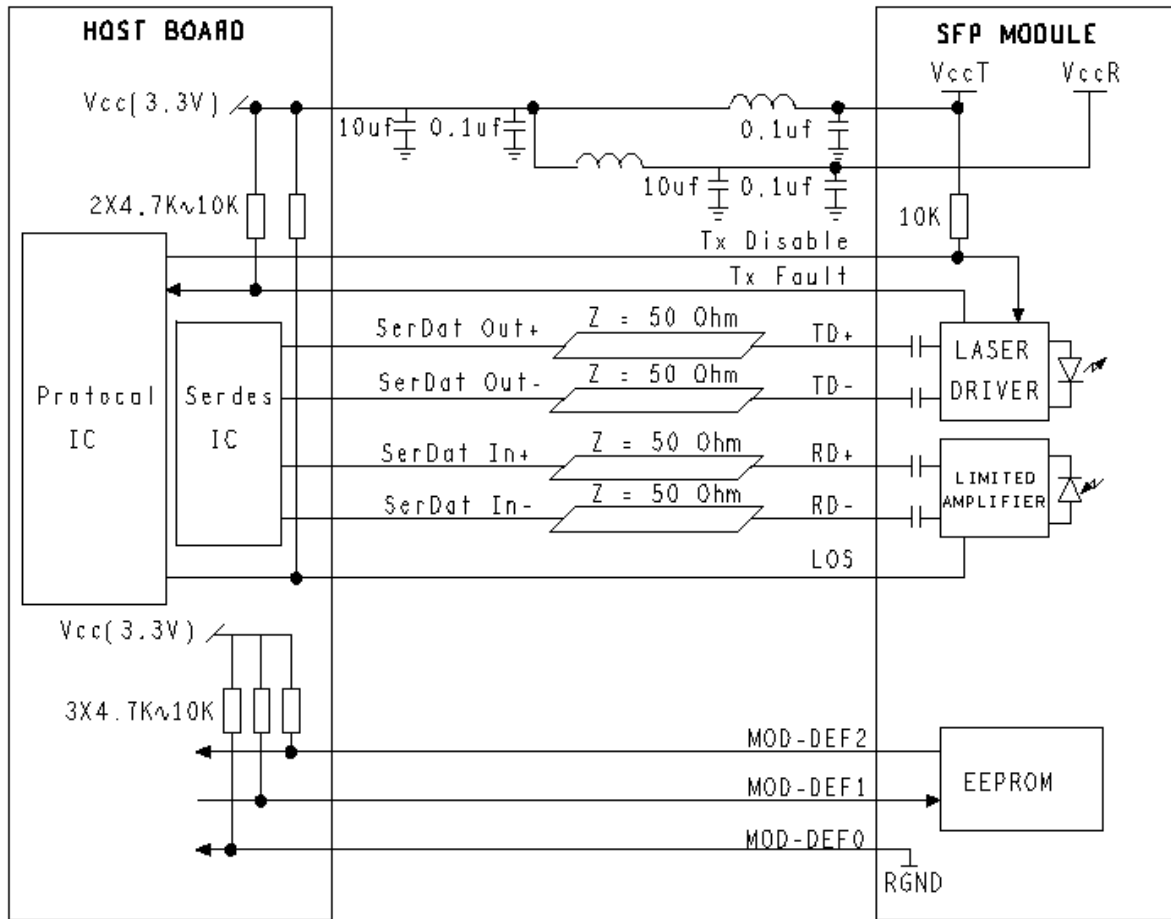 HOST BOARD
SFP MODULE
VccT
VccR
Vcc(3.3V)
10uf
0.1uf
0.1uf
10uf
0.1uf
2X4.7K∿10K
10K
Tx Disable
Tx Fault
SerDat Out+
Z = 50 Ohm
TD+
LASER
DRIVER
SerDat Out-
Z = 50 Ohm
TD-
Protocal
IC
Serdes
IC
SerDat In+
Z = 50 Ohm
RD+
LIMITED
AMPLIFIER
SerDat In-
Z = 50 Ohm
RD-
LOS
Vcc(3.3V)
3X4.7K∿10K
MOD-DEF2
MOD-DEF1
EEPROM
MOD-DEF0
RGND